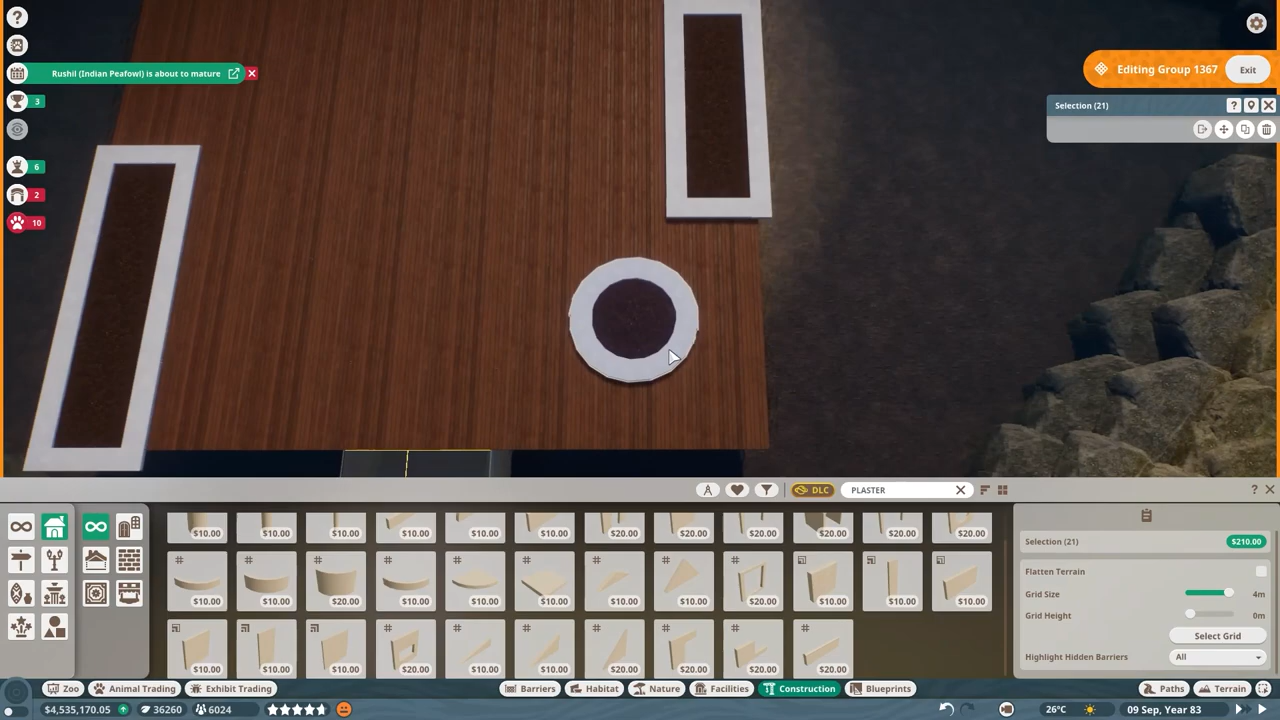 Rushil (Indian Peafowl) is about to mature
3
6
2
10
Editing Group 1367
Exit
Selection (21)
?
DLC
PLASTER
?
$10.00 $10.00 $10.00 $10.00 $10.00 $10.00 $20.00 $20.00 $20.00 $20.00 $20.00 $20.00
$10.00 $10.00 $20.00 $10.00 $10.00 $10.00 $10.00 $10.00 $20.00 $10.00 $10.00 $10.00
$10.00 $10.00 $10.00 $20.00 $10.00 $10.00 $10.00 $20.00 $20.00 $20.00
Selection (21) $210.00
Flatten Terrain
Grid Size 4m
Grid Height 0m
Select Grid
Highlight Hidden Barriers All
Zoo Animal Trading Exhibit Trading Barriers Habitat Nature Facilities Construction Blueprints Paths Terrain
$4,535,170.05 36260 6024 26°C 09 Sep, Year 83